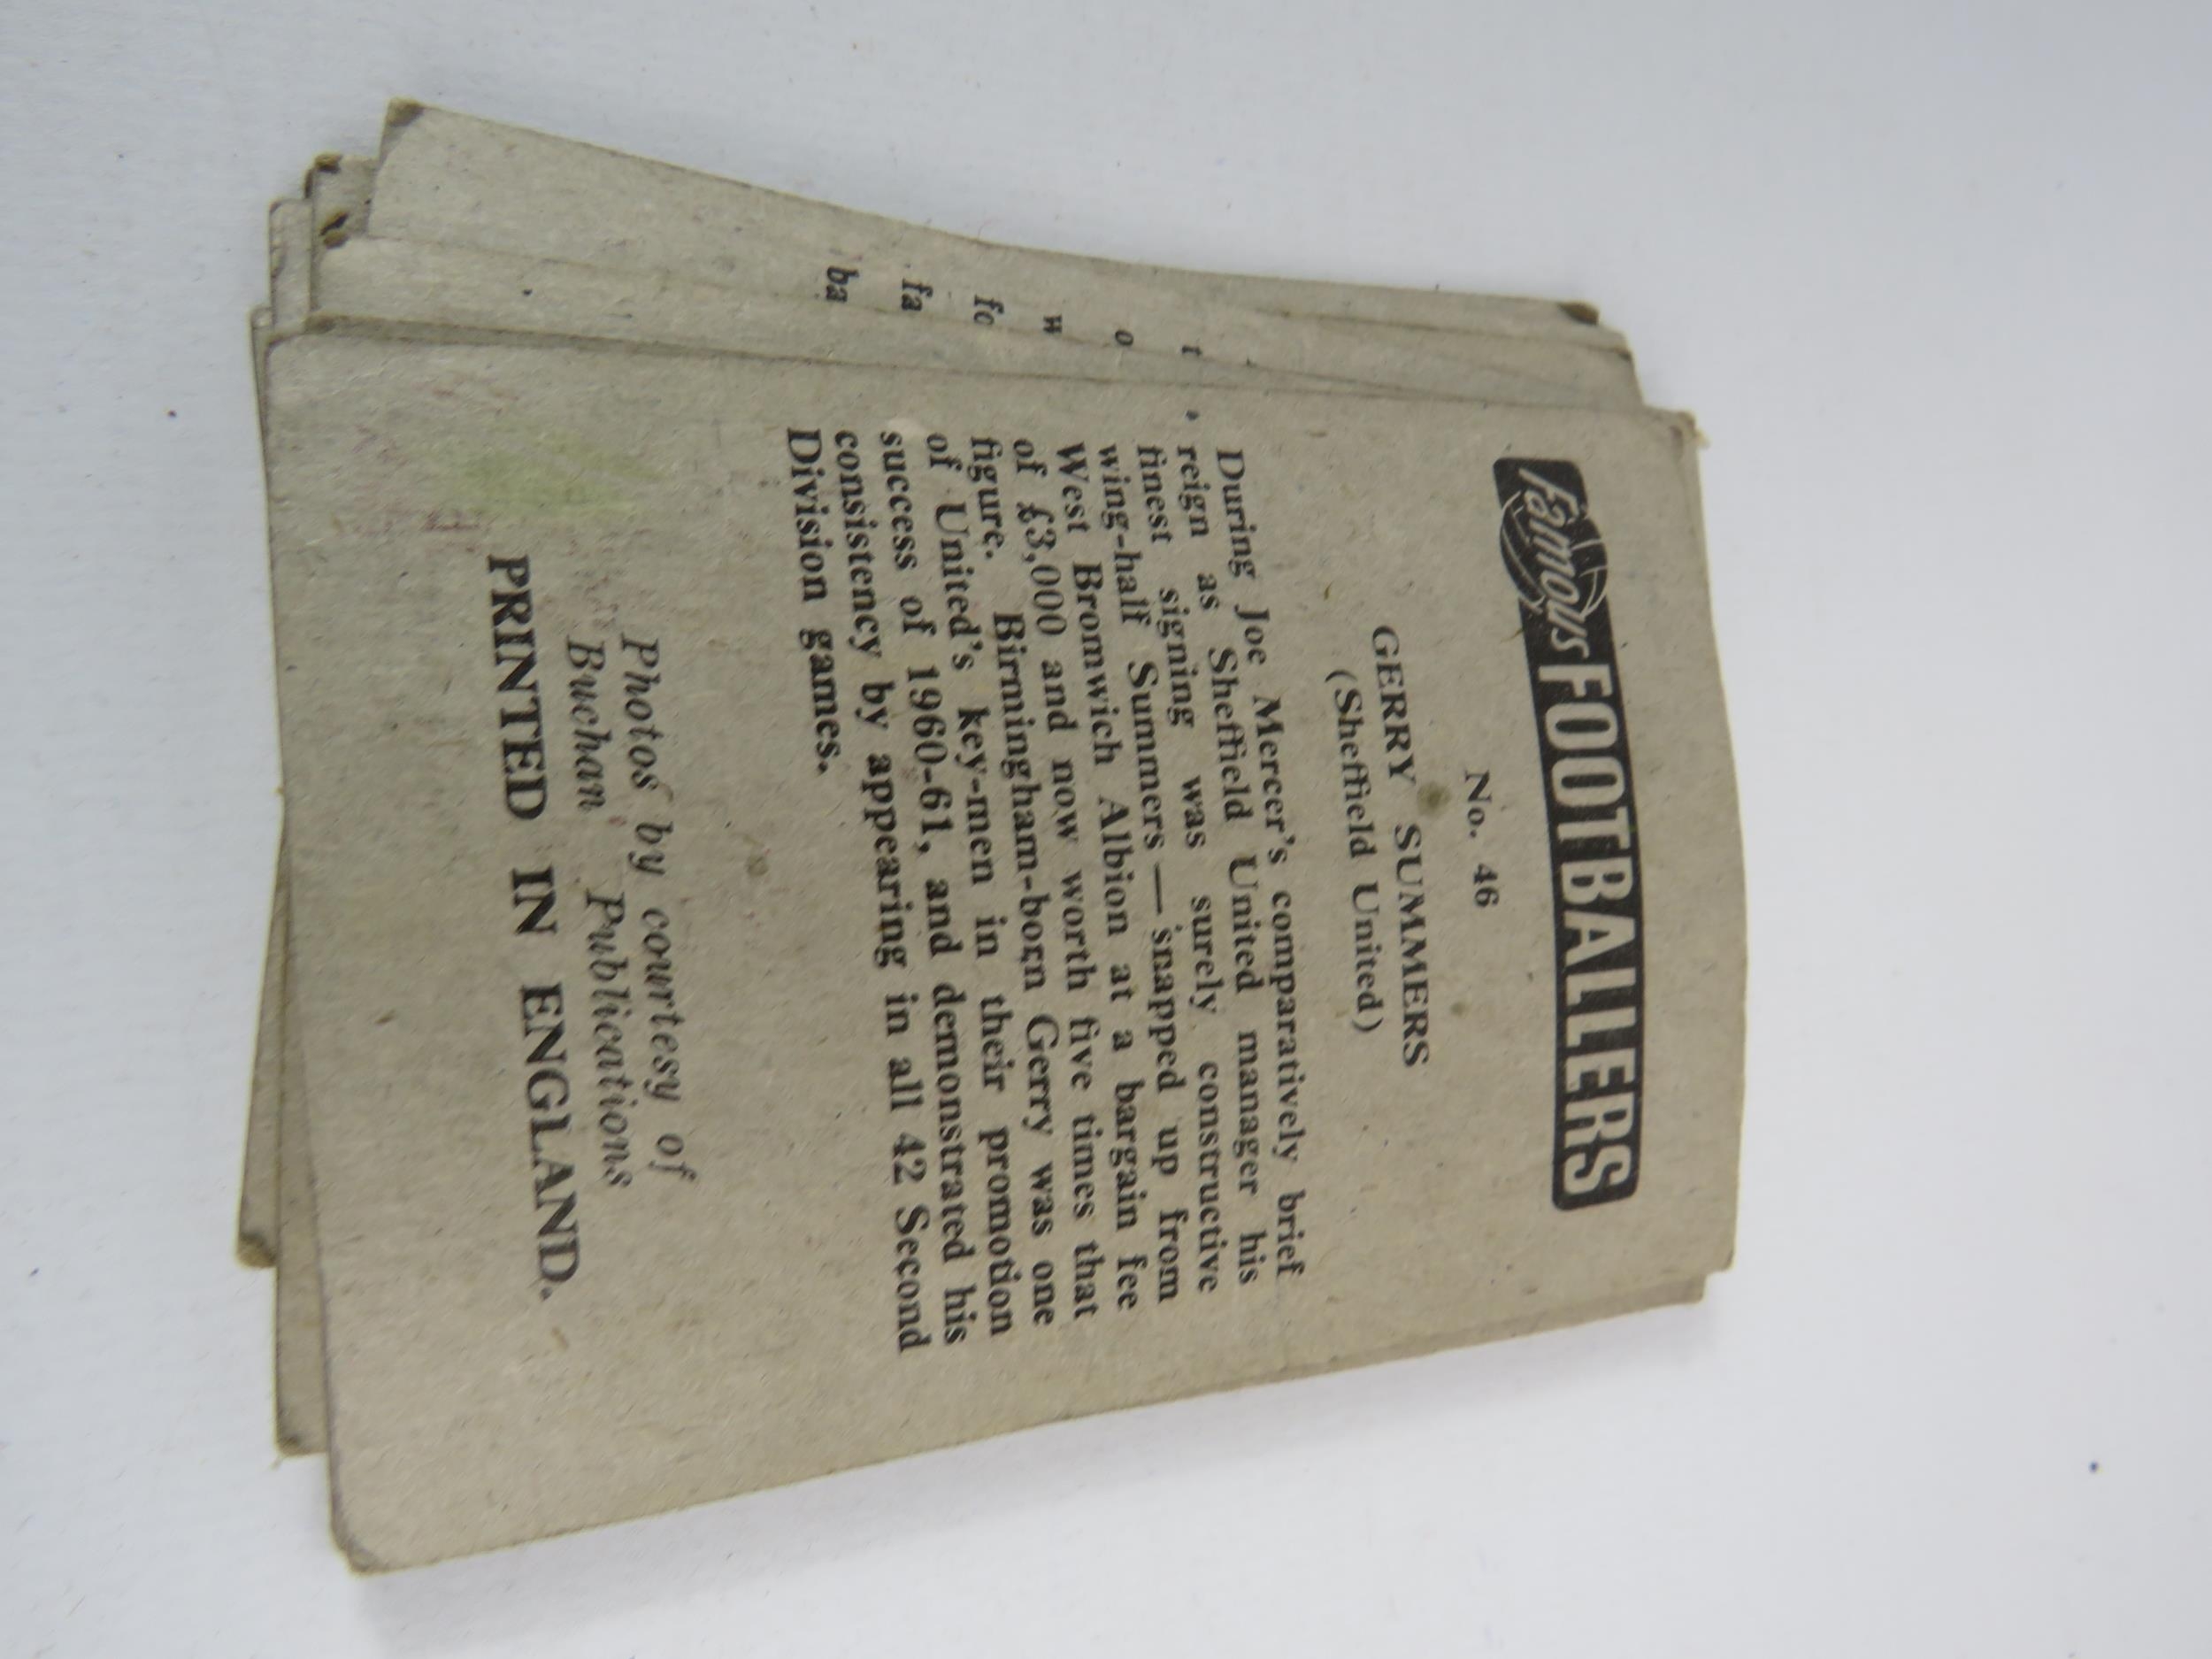 Famous FOOTBALLERS
No. 46
GERRY SUMMERS
(Sheffield United)
During Joe Mercer's comparatively brief
reign as Sheffield United manager his
finest signing was surely constructive
wing-half Summers — snapped up from
West Bromwich Albion at a bargain fee
of £3,000 and now worth five times that
figure. Birmingham-born Gerry was one
of United's key-men in their promotion
success of 1960-61, and demonstrated his
consistency by appearing in all 42 Second
Division games.
Photos by courtesy of
Buchan Publications
PRINTED IN ENGLAND.
t
o
w
fo
fa
ba